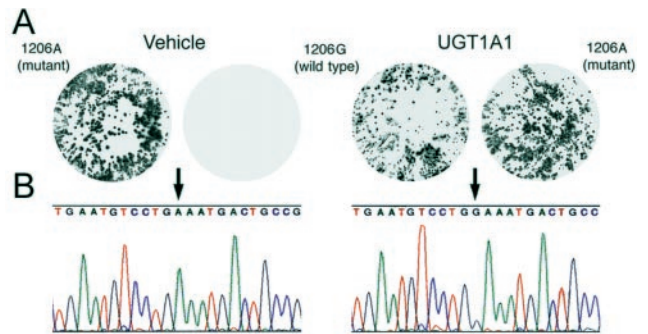 A
Vehicle
UGT1A1
1206A
(mutant)
1206G
(wild type)
1206A
(mutant)
B
TGAATGTCCTGAAATGACTGCCG
TGAATGTCCTGGAAATGACTGCC